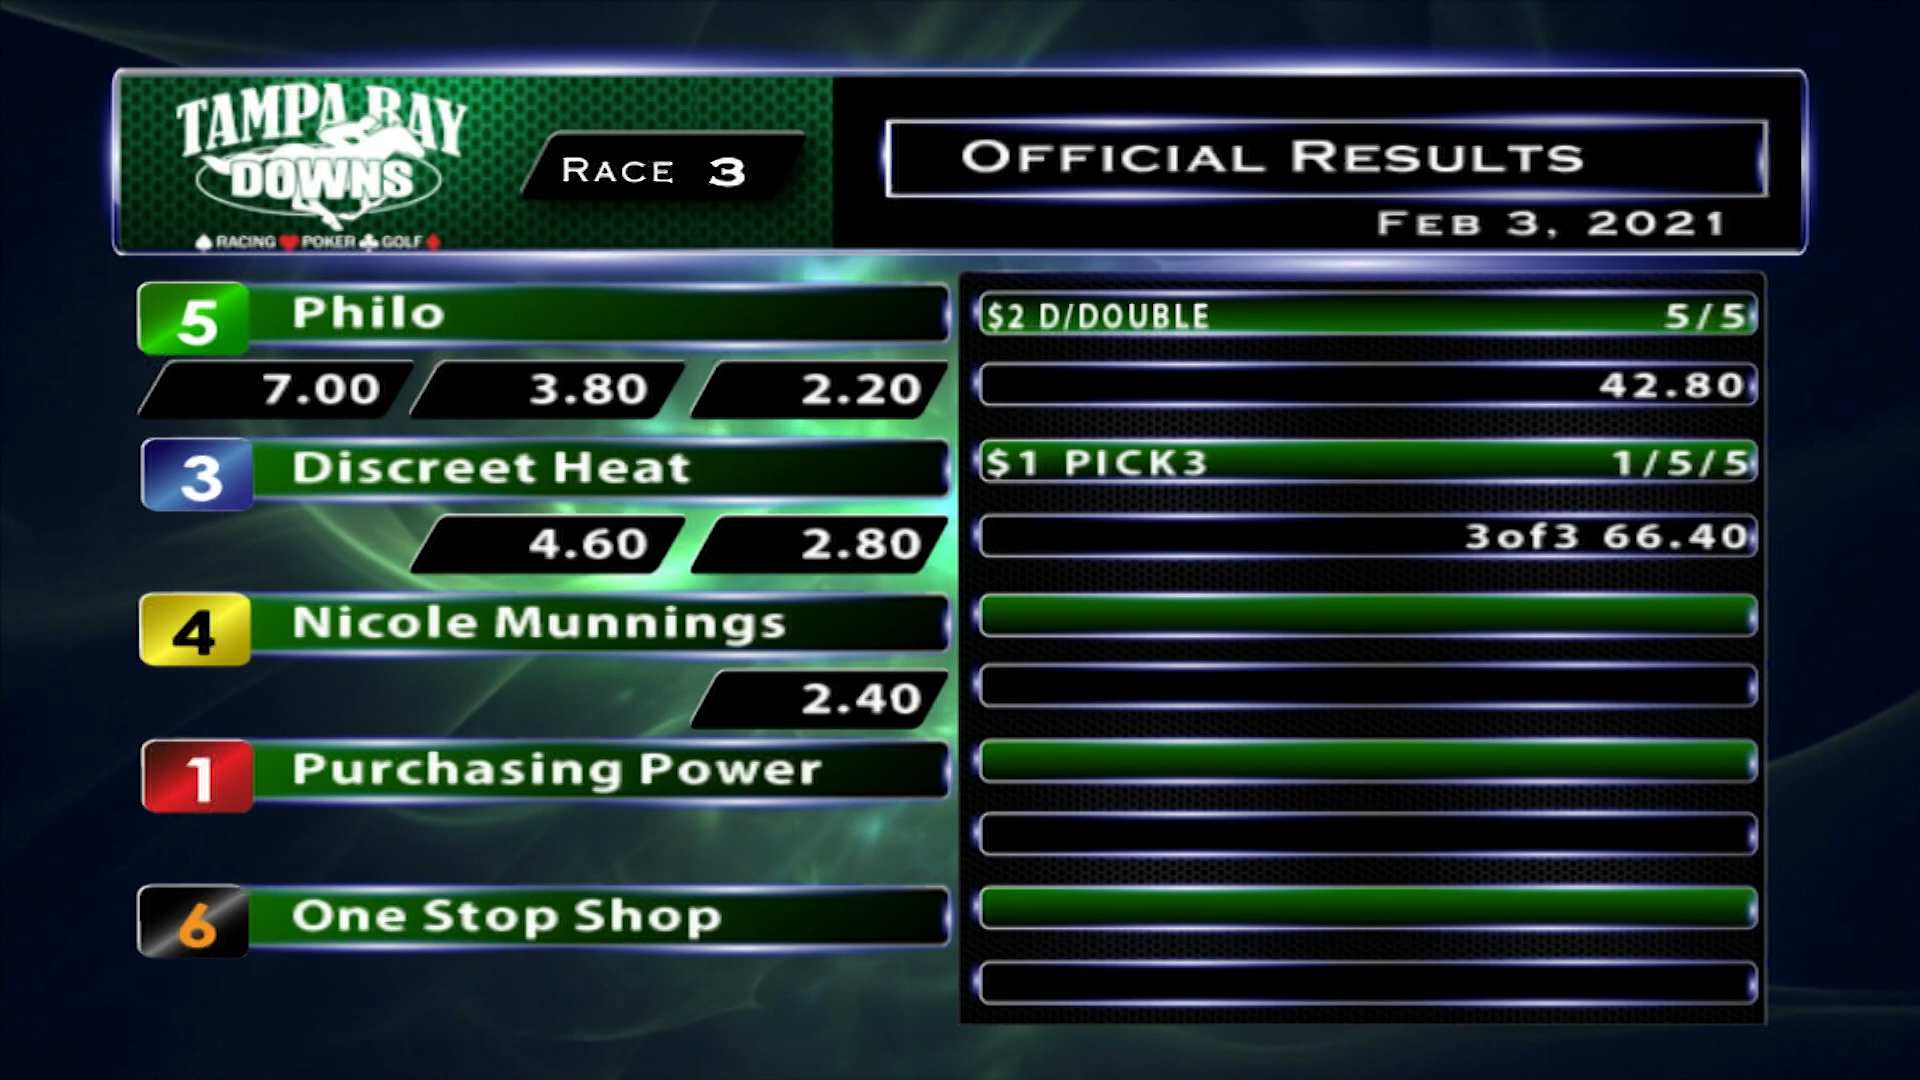 TAMPA BAY
DOWNS
RACING POKER GOLF
RACE 3
OFFICIAL RESULTS
FEB 3, 2021
5 Philo
7.00 3.80 2.20
3 Discreet Heat
4.60 2.80
4 Nicole Munnings
2.40
1 Purchasing Power
6 One Stop Shop
$2 D/DOUBLE 5/5
42.80
$1 PICK3 1/5/5
3of3 66.40